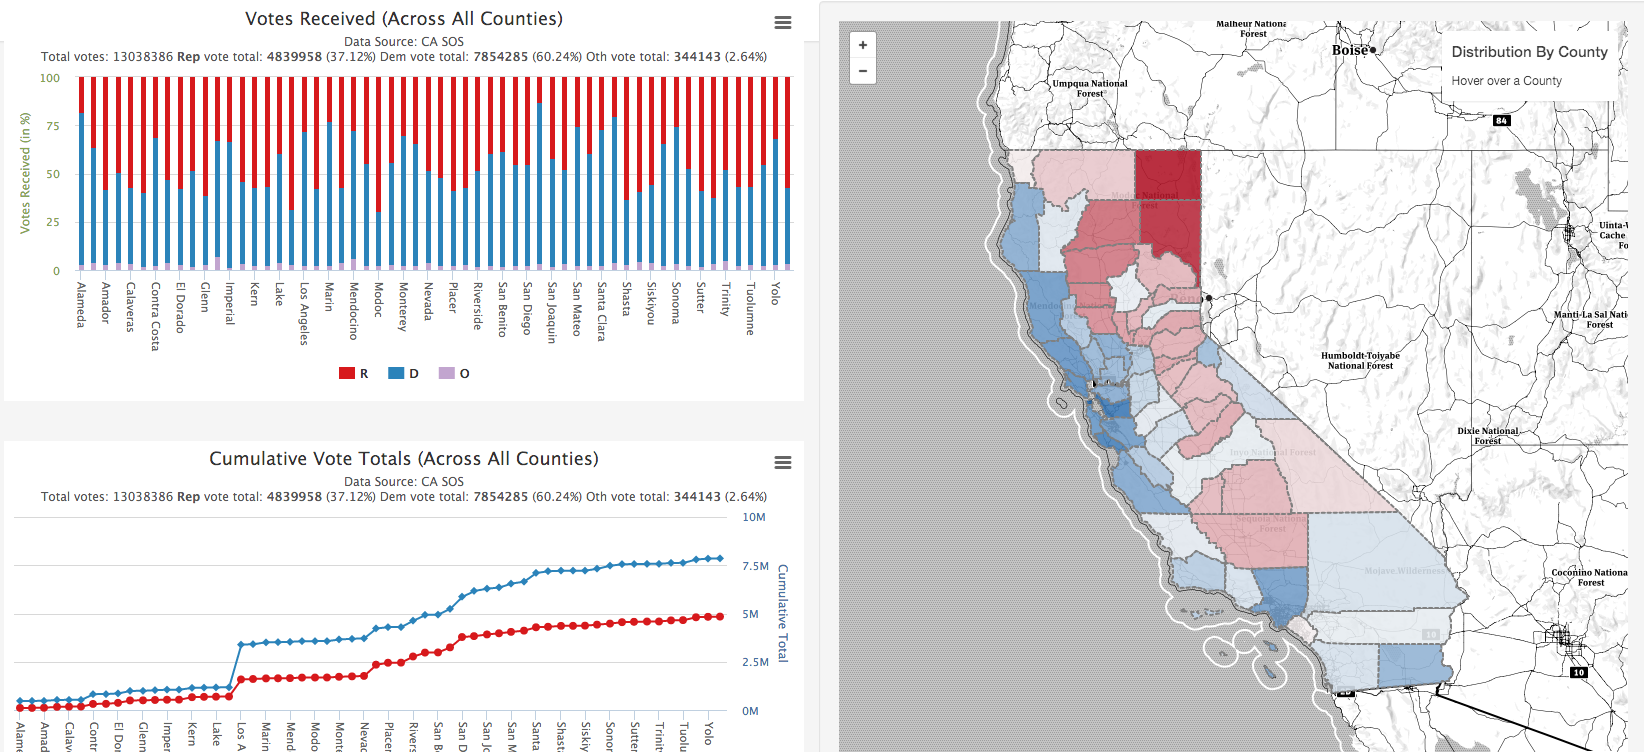 Votes Received (Across All Counties)
Data Source: CA SOS
Total votes: 13038386 Rep vote total: 4839958 (37.12%) Dem vote total: 7854285 (60.24%) Oth vote total: 344143 (2.64%)
Votes Received (in %)
100
75
50
25
0
Alameda
Amador
Calaveras
Contra Costa
El Dorado
Glenn
Imperial
Kern
Lake
Los Angeles
Marin
Mendocino
Modoc
Monterey
Nevada
Placer
Riverside
San Benito
San Diego
San Joaquin
San Mateo
Santa Clara
Shasta
Siskiyou
Sonoma
Sutter
Trinity
Tuolumne
Yolo
R
D
O
Cumulative Vote Totals (Across All Counties)
Data Source: CA SOS
Total votes: 13038386 Rep vote total: 4839958 (37.12%) Dem vote total: 7854285 (60.24%) Oth vote total: 344143 (2.64%)
10M
7.5M
5M
2.5M
0M
Cumulative Total
Alame
Amad
Calav
Contr
El Dor
Glenn
Imper
Kern
Lake
Los A
Marin
Mend
Modo
Monte
Nevad
Placer
Rivers
San B
San D
San Jo
San M
Santa
Shast
Siskiy
Sonor
Sutter
Trinit
Tuolu
Yolo
+
−
Distribution By County
Hover over a County
Malheur Nationa
Forest
Boise
Umpqua National
Forest
84
Modoc National
Forest
Uinta-W
Cache
Fo
Mendocino
Manti-La Sal Nati
Forest
Humboldt-Toiyabe
National Forest
Dixie National
Forest
Inyo National Forest
Sequoia Nationa
Forest
Mojave Wilderness
Coconino Nationa
Forest
10
10